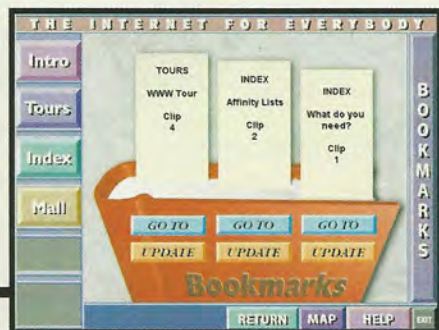 THE INTERNET FOR EVERYBODY
Intro
Tours
Index
Mall
TOURS
WWW Tour
Clip
4
INDEX
Affinity Lists
Clip
2
INDEX
What do you
need?
Clip
1
GO TO GO TO GO TO
UPDATE UPDATE UPDATE
Bookmarks
BOOKMARKS
RETURN MAP HELP EXIT